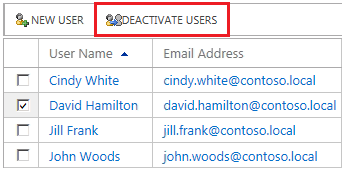 NEW USER DEACTIVATE USERS
User Name Email Address
Cindy White cindy.white@contoso.local
David Hamilton david.hamilton@contoso.local
Jill Frank jill.frank@contoso.local
John Woods john.woods@contoso.local